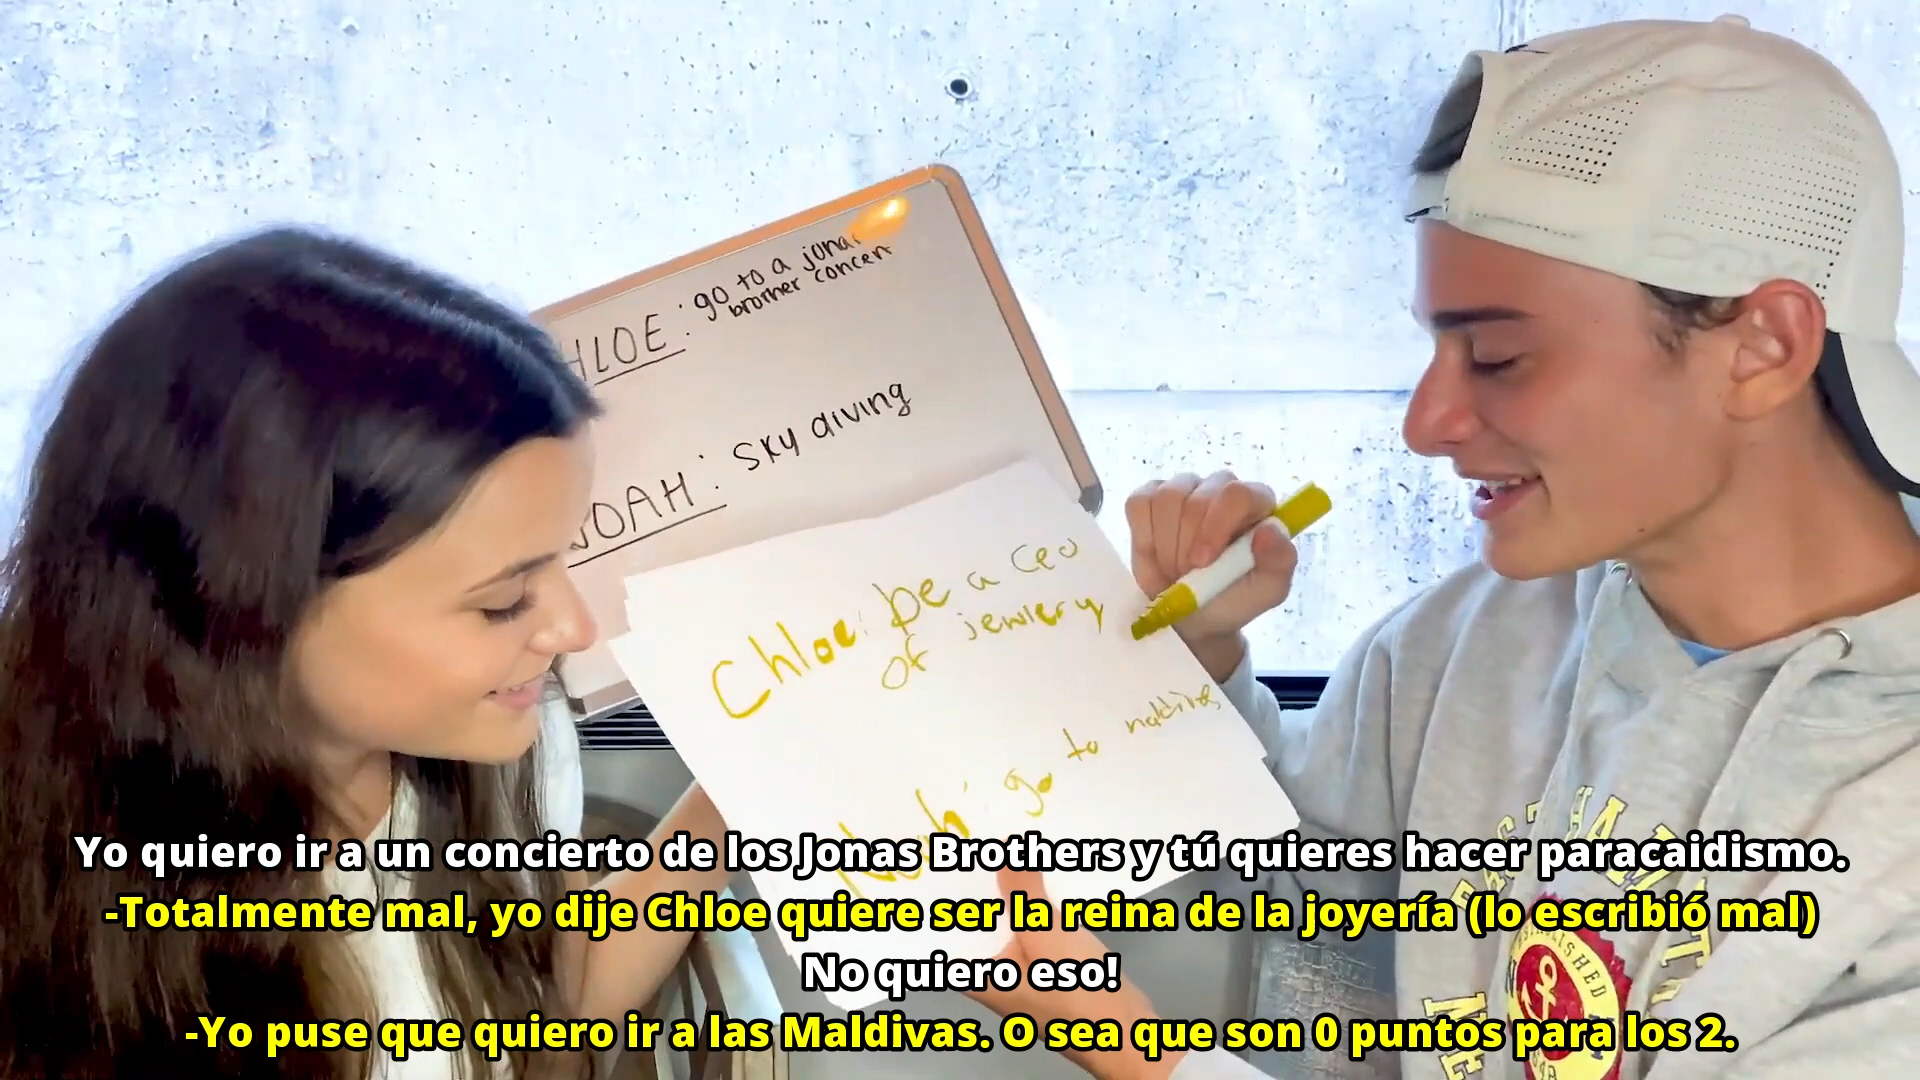 HLOE: go to a jonas
brother concert
NOAH: sky diving
Chloe: be a ceo
of jewlery
Noah: go to maldives
Yo quiero ir a un concierto de los Jonas Brothers y tú quieres hacer paracaidismo.
-Totalmente mal, yo dije Chloe quiere ser la reina de la joyería (lo escribió mal)
No quiero eso!
-Yo puse que quiero ir a las Maldivas. O sea que son 0 puntos para los 2.